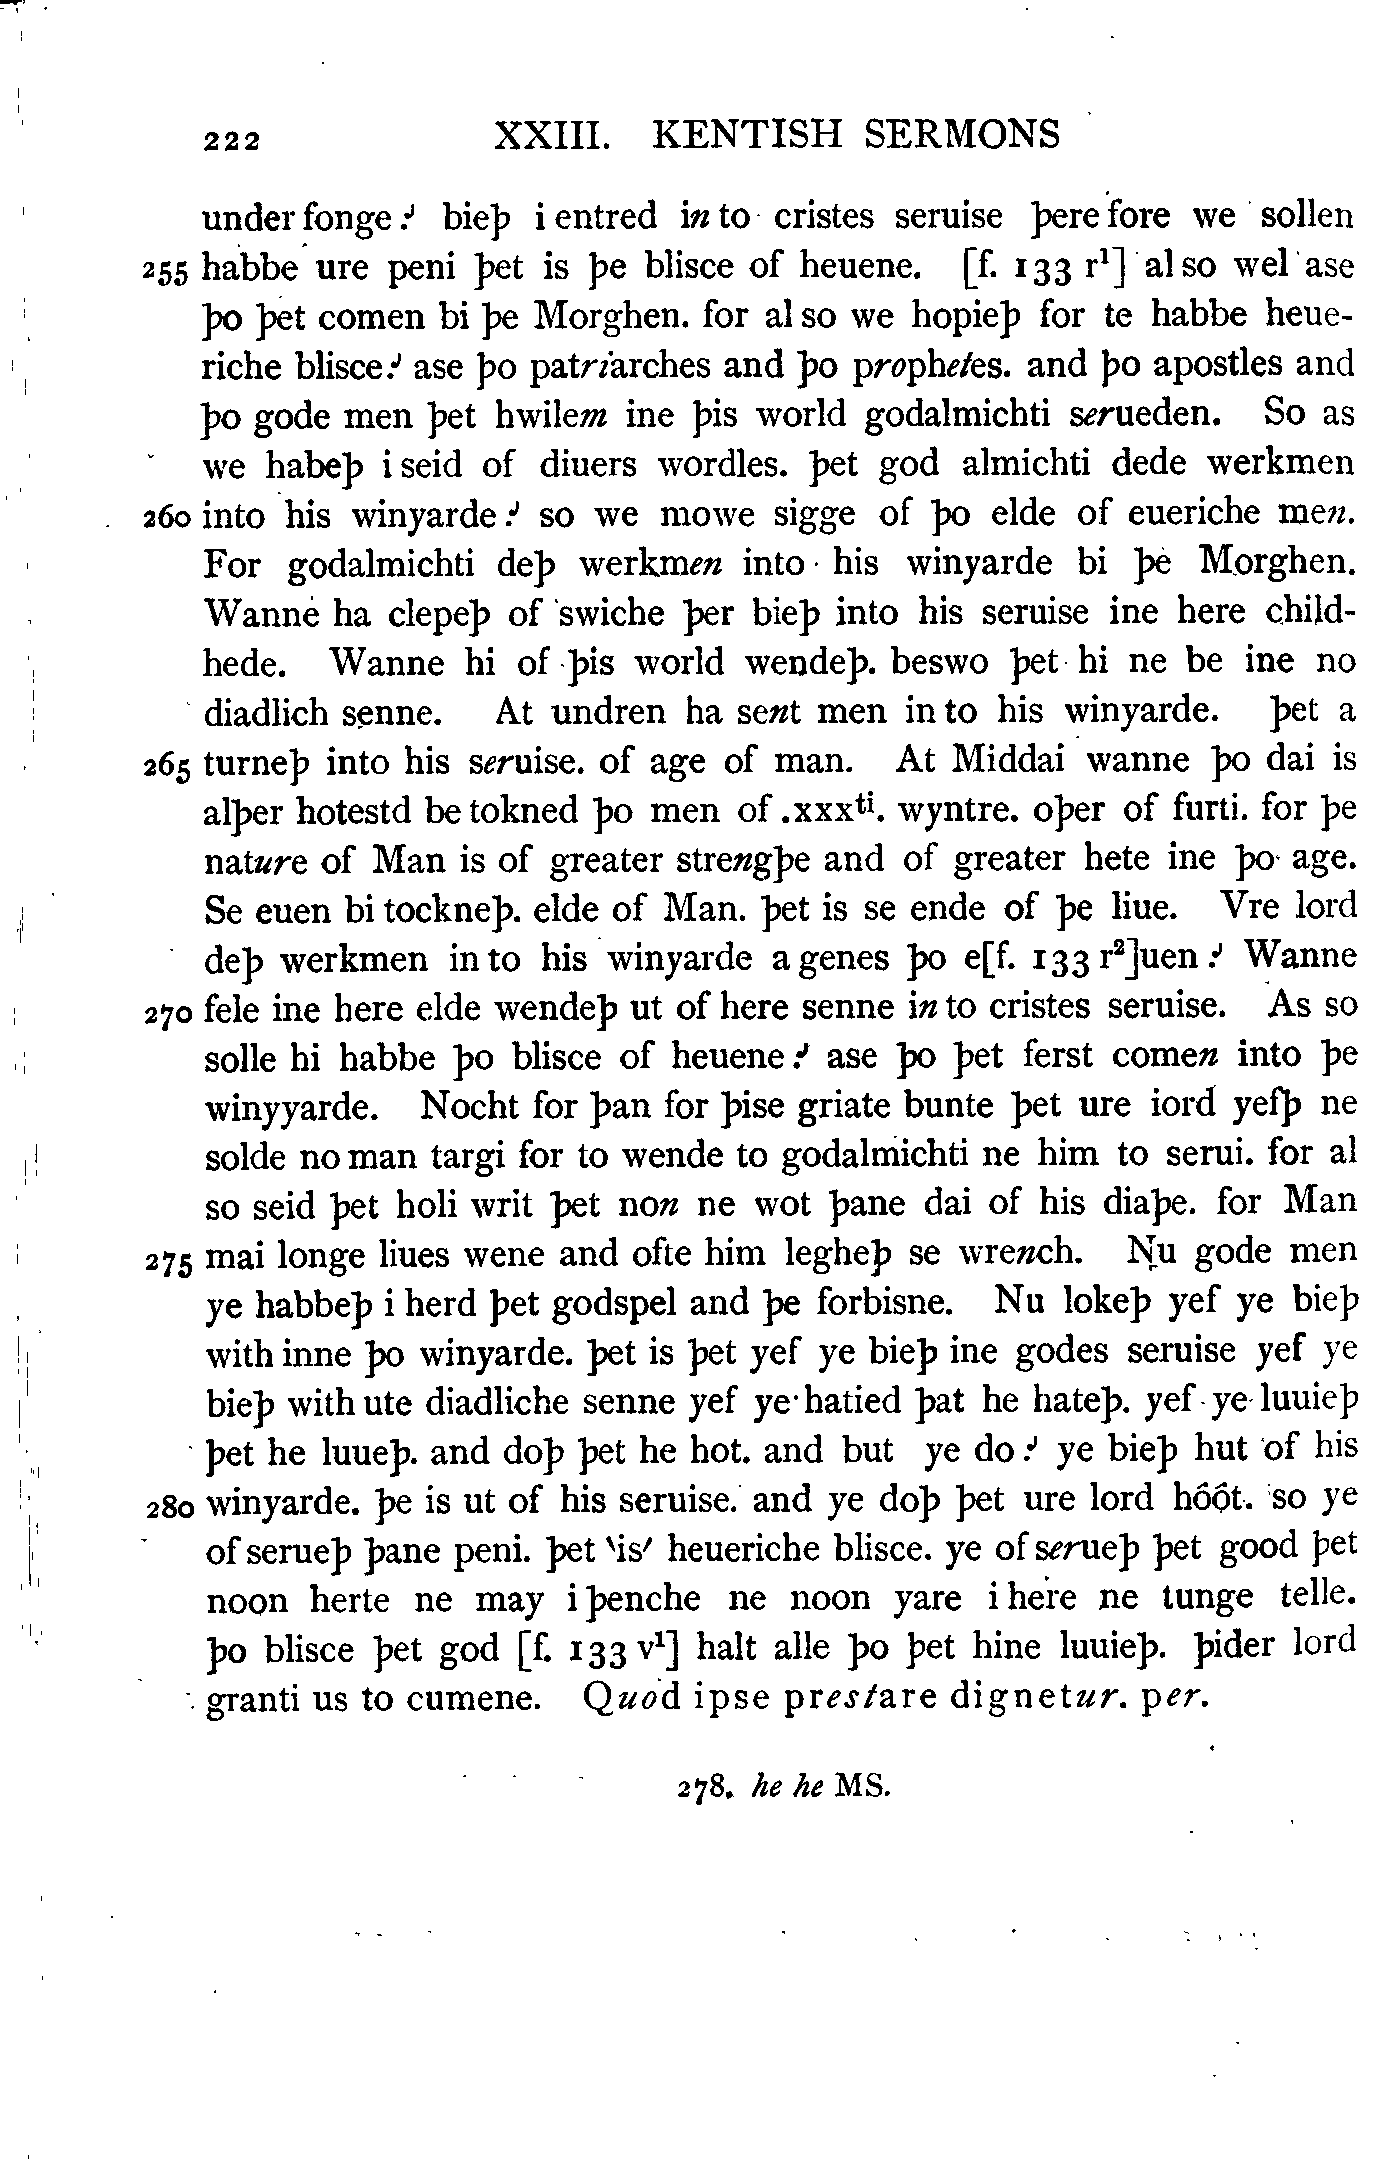 222 XXIII. KENTISH SERMONS
under fonge⹎ bieþ i entred in to cristes seruise þere fore we sollen
255 habbe ure peni þet is þe blisce of heuene. [f. 133 r¹] al so wel ase
þo þet comen bi þe Morghen. for al so we hopieþ for te habbe heue-
riche blisce⹎ ase þo patriarches and þo prophetes. and þo apostles and
þo gode men þet hwilem ine þis world godalmichti serueden. So as
we habeþ i seid of diuers wordles. þet god almichti dede werkmen
260 into his winyarde⹎ so we mowe sigge of þo elde of eueriche men.
For godalmichti deþ werkmen into his winyarde bi þe Morghen.
Wanne ha clepeþ of swiche þer bieþ into his seruise ine here child-
hede. Wanne hi of þis world wendeþ. beswo þet hi ne be ine no
diadlich senne. At undren ha sent men in to his winyarde. þet a
265 turneþ into his seruise. of age of man. At Middai wanne þo dai is
alþer hotestd be tokned þo men of .xxxᵗⁱ. wyntre. oþer of furti. for þe
nature of Man is of greater strengþe and of greater hete ine þo age.
Se euen bi tockneþ. elde of Man. þet is se ende of þe liue. Vre lord
deþ werkmen in to his winyarde a genes þo e[f. 133 r²]uen⹎ Wanne
270 fele ine here elde wendeþ ut of here senne in to cristes seruise. As so
solle hi habbe þo blisce of heuene⹎ ase þo þet ferst comen into þe
winyyarde. Nocht for þan for þise griate bunte þet ure iord yefþ ne
solde no man targi for to wende to godalmichti ne him to serui. for al
so seid þet holi writ þet non ne wot þane dai of his diaþe. for Man
275 mai longe liues wene and ofte him legheþ se wrench. Nu gode men
ye habbeþ i herd þet godspel and þe forbisne. Nu lokeþ yef ye bieþ
with inne þo winyarde. þet is þet yef ye bieþ ine godes seruise yef ye
bieþ with ute diadliche senne yef ye hatied þat he hateþ. yef ye luuieþ
þet he luueþ. and doþ þet he hot. and but ye do⹎ ye bieþ hut of his
280 winyarde. þe is ut of his seruise. and ye doþ þet ure lord hôôt. so ye
of serueþ þane peni. þet `is´ heueriche blisce. ye of serueþ þet good þet
noon herte ne may i þenche ne noon yare i here ne tunge telle.
þo blisce þet god [f. 133 v¹] halt alle þo þet hine luuieþ. þider lord
granti us to cumene. Quod ipse prestare dignetur. per.
278. he he MS.